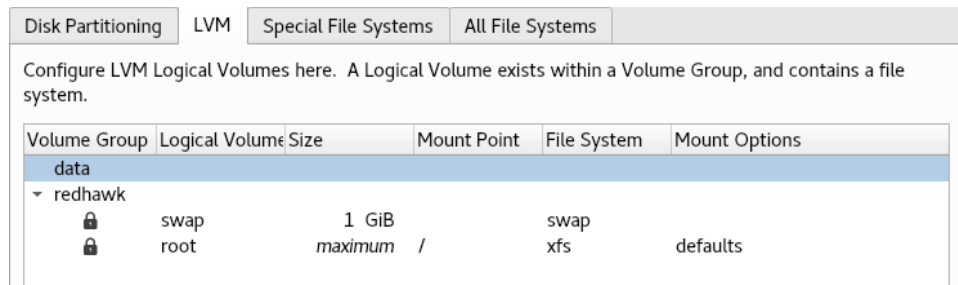 Disk Partitioning LVM Special File Systems All File Systems
Configure LVM Logical Volumes here.  A Logical Volume exists within a Volume Group, and contains a file
system.
Volume Group Logical Volume Size Mount Point File System Mount Options
data
redhawk
swap 1 GiB swap
root maximum / xfs defaults